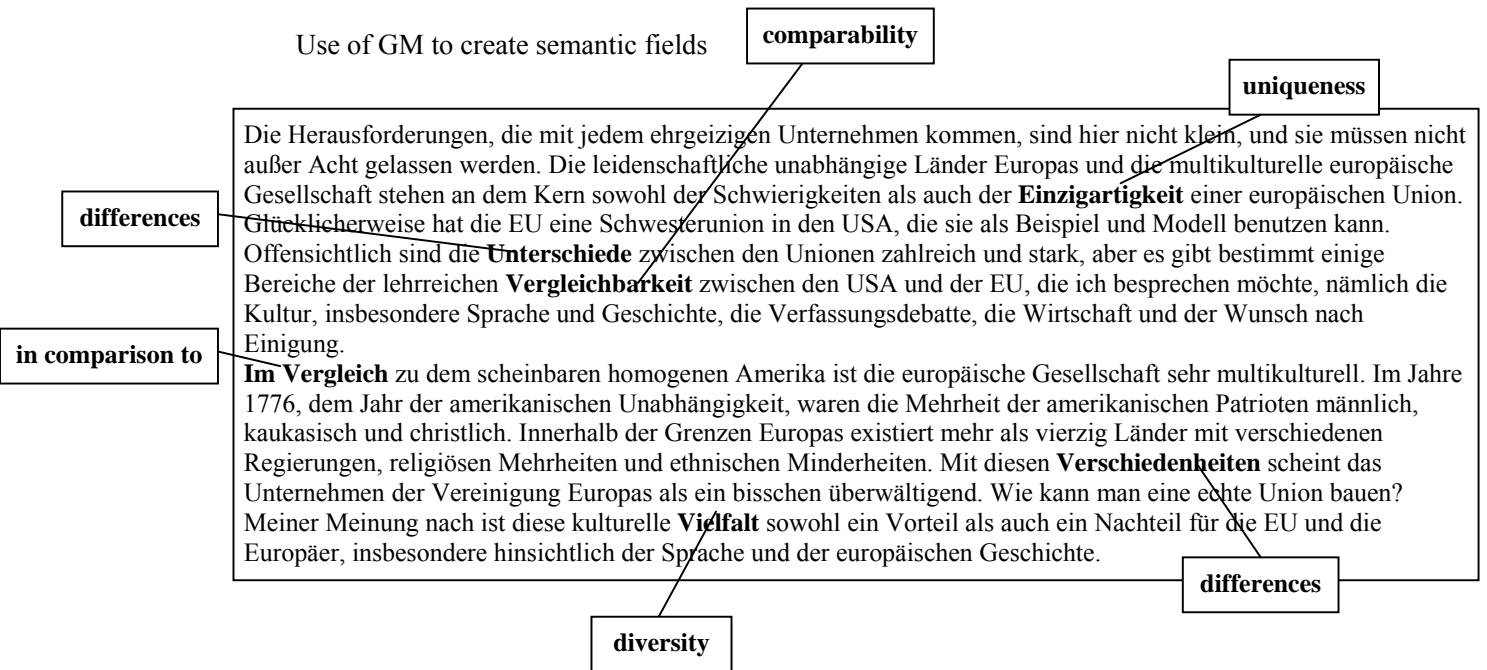 Use of GM to create semantic fields
comparability
uniqueness
Die Herausforderungen, die mit jedem ehrgeizigen Unternehmen kommen, sind hier nicht klein, und sie müssen nicht
außer Acht gelassen werden. Die leidenschaftliche unabhängige Länder Europas und die multikulturelle europäische
Gesellschaft stehen an dem Kern sowohl der Schwierigkeiten als auch der Einzigartigkeit einer europäischen Union.
differences
Glücklicherweise hat die EU eine Schwesterunion in den USA, die sie als Beispiel und Modell benutzen kann.
Offensichtlich sind die Unterschiede zwischen den Unionen zahlreich und stark, aber es gibt bestimmt einige
Bereiche der lehrreichen Vergleichbarkeit zwischen den USA und der EU, die ich besprechen möchte, nämlich die
Kultur, insbesondere Sprache und Geschichte, die Verfassungsdebatte, die Wirtschaft und der Wunsch nach
Einigung.
in comparison to
Im Vergleich zu dem scheinbaren homogenen Amerika ist die europäische Gesellschaft sehr multikulturell. Im Jahre
1776, dem Jahr der amerikanischen Unabhängigkeit, waren die Mehrheit der amerikanischen Patrioten männlich,
kaukasisch und christlich. Innerhalb der Grenzen Europas existiert mehr als vierzig Länder mit verschiedenen
Regierungen, religiösen Mehrheiten und ethnischen Minderheiten. Mit diesen Verschiedenheiten scheint das
Unternehmen der Vereinigung Europas als ein bisschen überwältigend. Wie kann man eine echte Union bauen?
Meiner Meinung nach ist diese kulturelle Vielfalt sowohl ein Vorteil als auch ein Nachteil für die EU und die
Europäer, insbesondere hinsichtlich der Sprache und der europäischen Geschichte.
differences
diversity